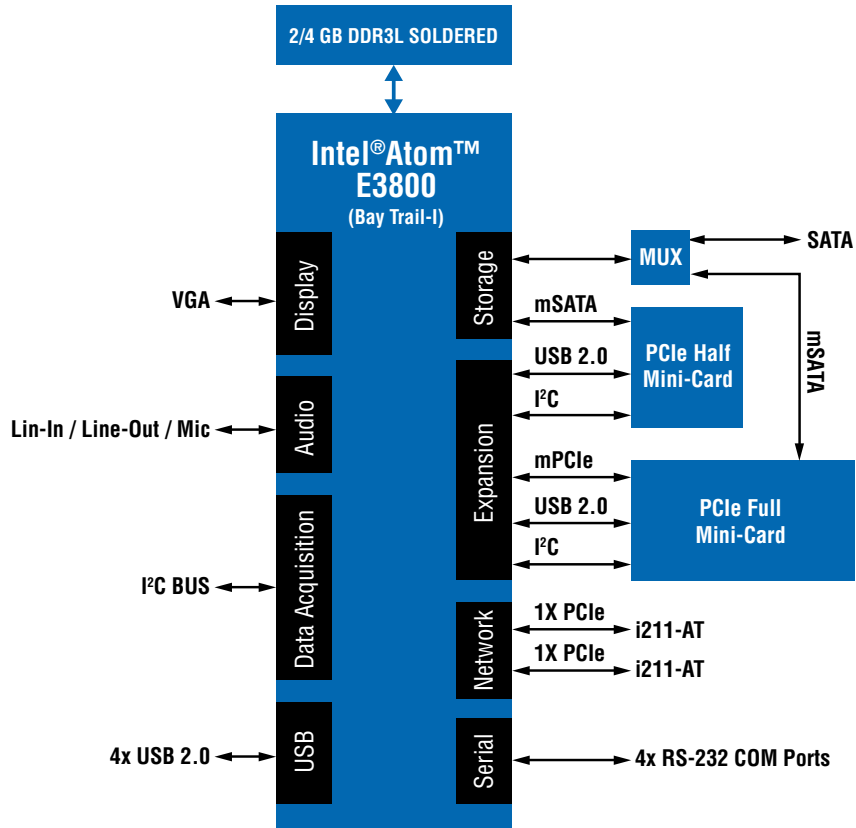 2/4 GB DDR3L SOLDERED
Intel®Atom™
E3800
(Bay Trail-I)
Display
VGA
Audio
Lin-In / Line-Out / Mic
Data Acquisition
I²C BUS
USB
4x USB 2.0
Storage
MUX
SATA
mSATA
mSATA
PCIe Half
Mini-Card
Expansion
USB 2.0
I²C
mPCIe
USB 2.0
I²C
PCIe Full
Mini-Card
Network
1X PCIe
i211-AT
1X PCIe
i211-AT
Serial
4x RS-232 COM Ports